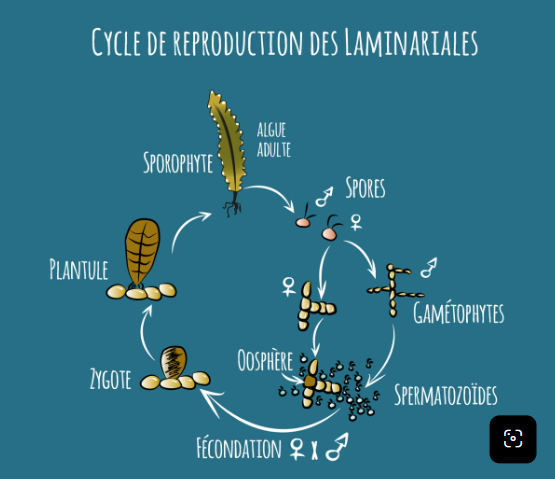 Cycle de reproduction des Laminariales
algue
adulte
Sporophyte
Spores
Plantule
Gamétophytes
Oosphère
Zygote
Spermatozoïdes
Fécondation ♀ x ♂